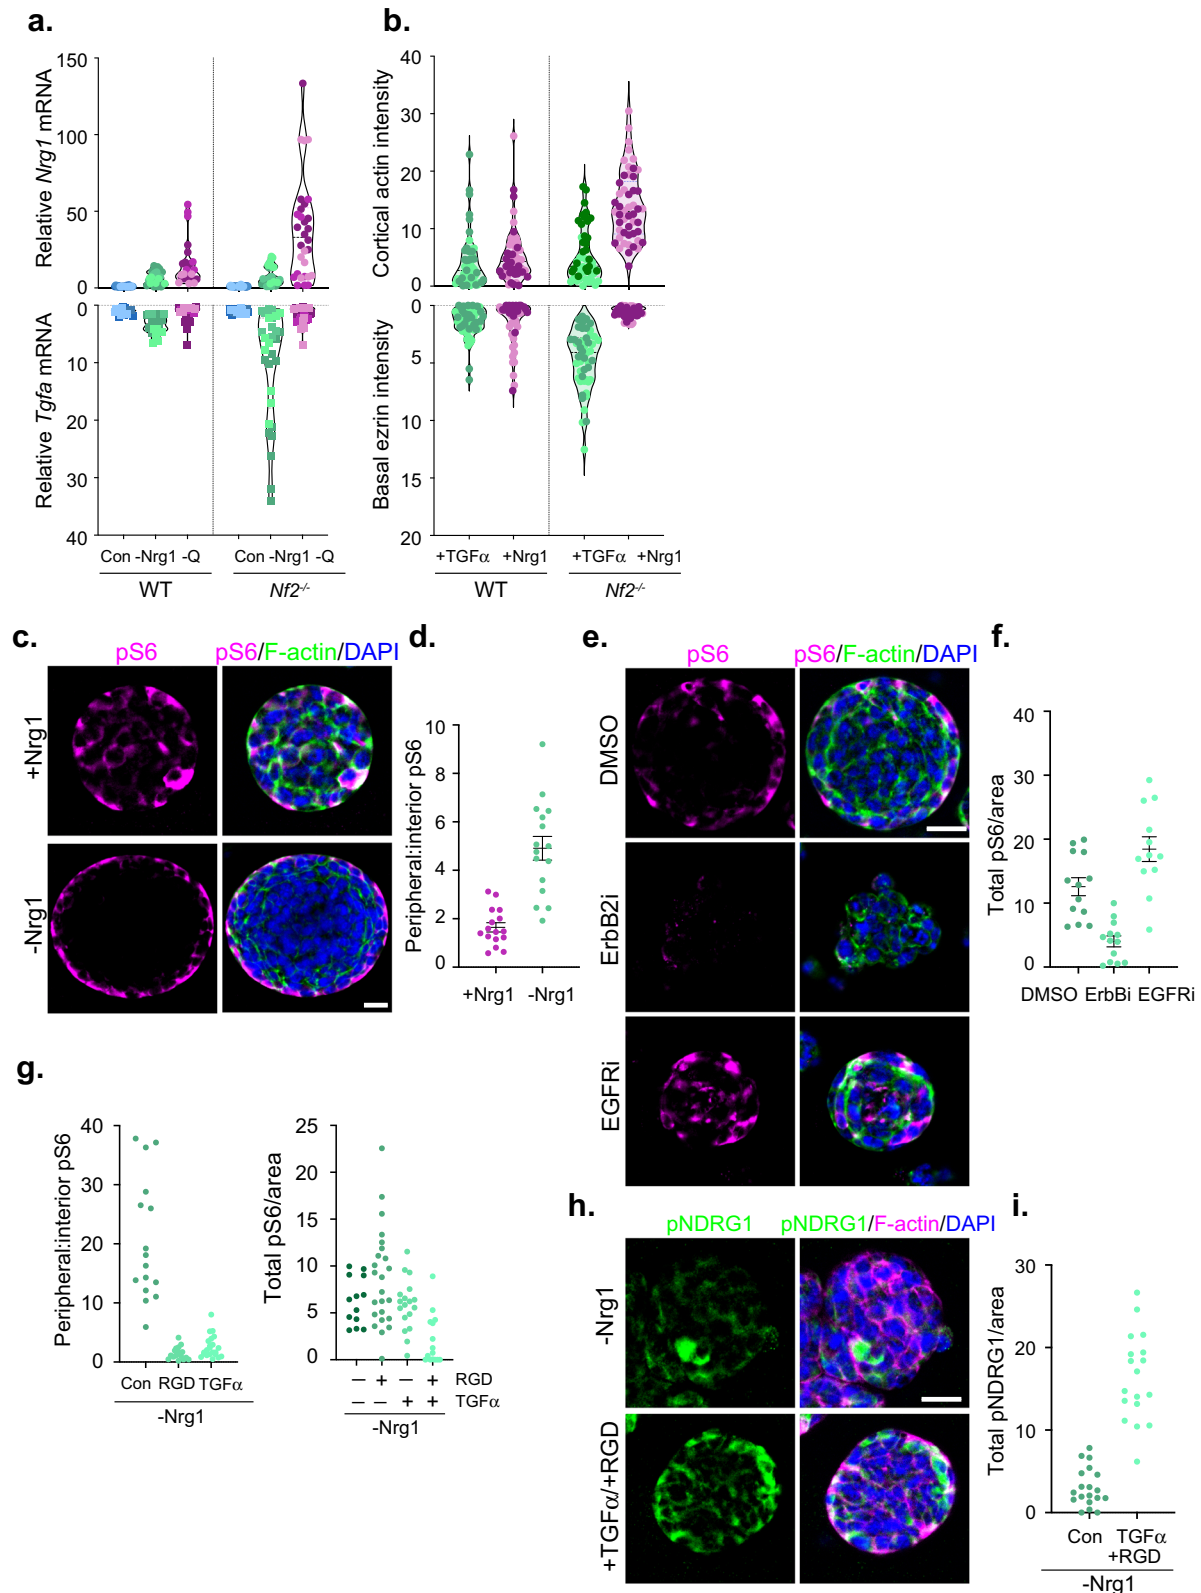 a.
150
100
50
0
Relative Nrg1 mRNA
0
10
20
30
40
Relative Tgfa mRNA
Con -Nrg1 -Q
Con -Nrg1 -Q
WT
Nf2-/-
b.
40
30
20
10
0
Cortical actin intensity
0
5
10
15
20
Basal ezrin intensity
+TGFα +Nrg1
+TGFα +Nrg1
WT
Nf2-/-
c.
pS6
pS6/F-actin/DAPI
+Nrg1
-Nrg1
d.
10
8
6
4
2
0
Peripheral:interior pS6
+Nrg1 -Nrg1
e.
pS6
pS6/F-actin/DAPI
DMSO
ErbB2i
EGFRi
f.
40
30
20
10
0
Total pS6/area
DMSO ErbBi EGFRi
g.
40
30
20
10
0
Peripheral:interior pS6
Con RGD TGFα
-Nrg1
25
20
15
10
5
0
Total pS6/area
— + — + RGD
— — + + TGFα
-Nrg1
h.
pNDRG1
pNDRG1/F-actin/DAPI
-Nrg1
+TGFα/+RGD
i.
30
20
10
0
Total pNDRG1/area
Con TGFα
+RGD
-Nrg1